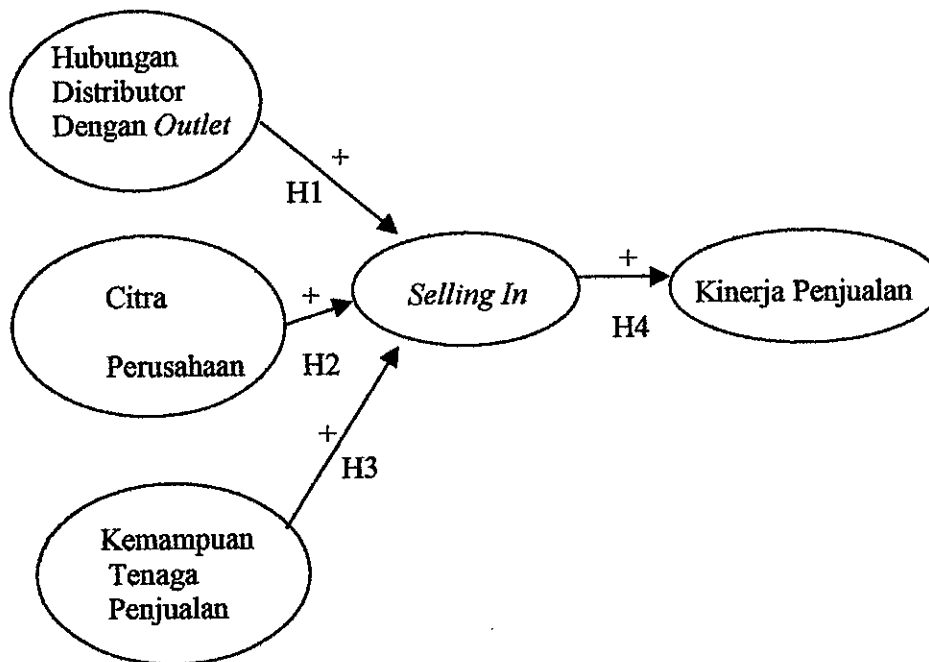 Hubungan
Distributor
Dengan Outlet
+
H1
Citra
Perusahaan
+
H2
Selling In
+
H4
Kinerja Penjualan
+
H3
Kemampuan
Tenaga
Penjualan